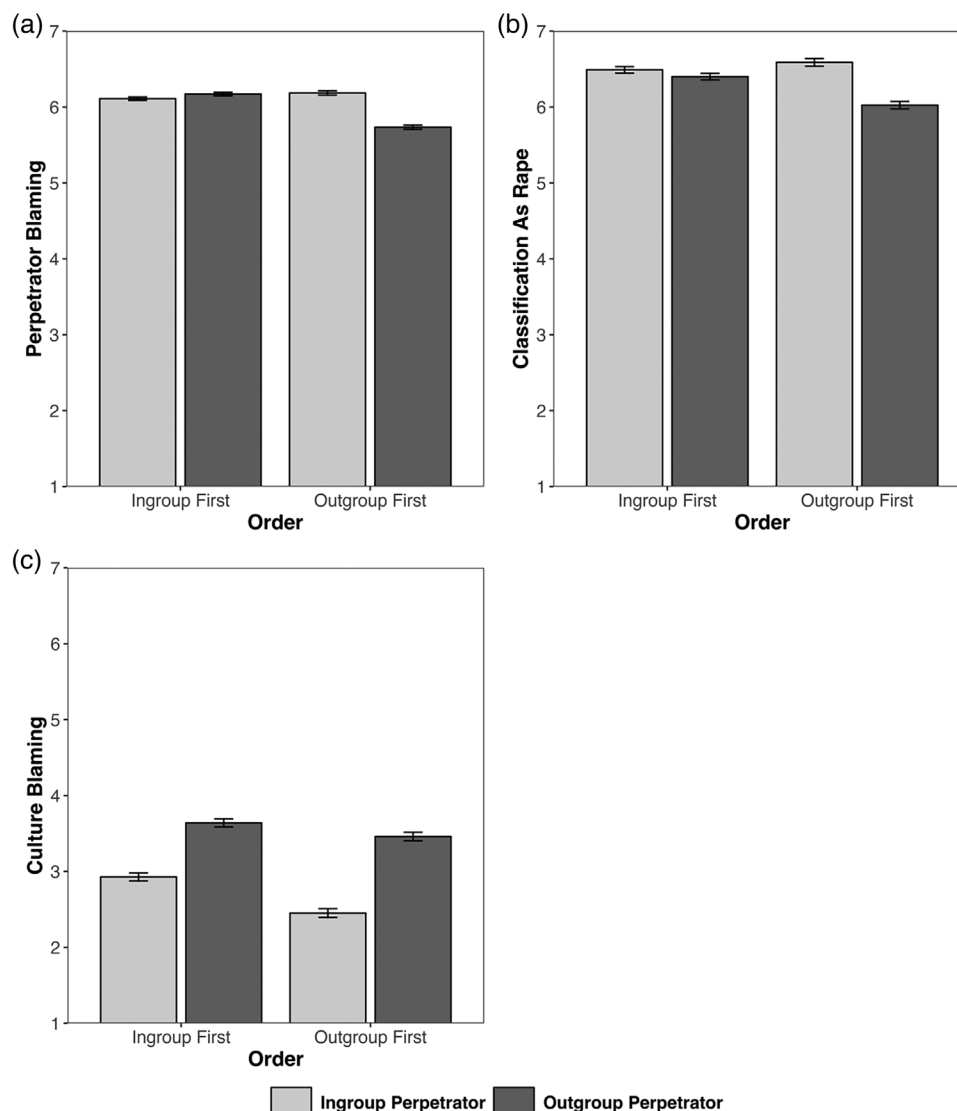 (a)
7
6
5
4
3
2
1
Perpetrator Blaming
Ingroup First Outgroup First
Order
(b)
7
6
5
4
3
2
1
Classification As Rape
Ingroup First Outgroup First
Order
(c)
7
6
5
4
3
2
1
Culture Blaming
Ingroup First Outgroup First
Order
Ingroup Perpetrator Outgroup Perpetrator